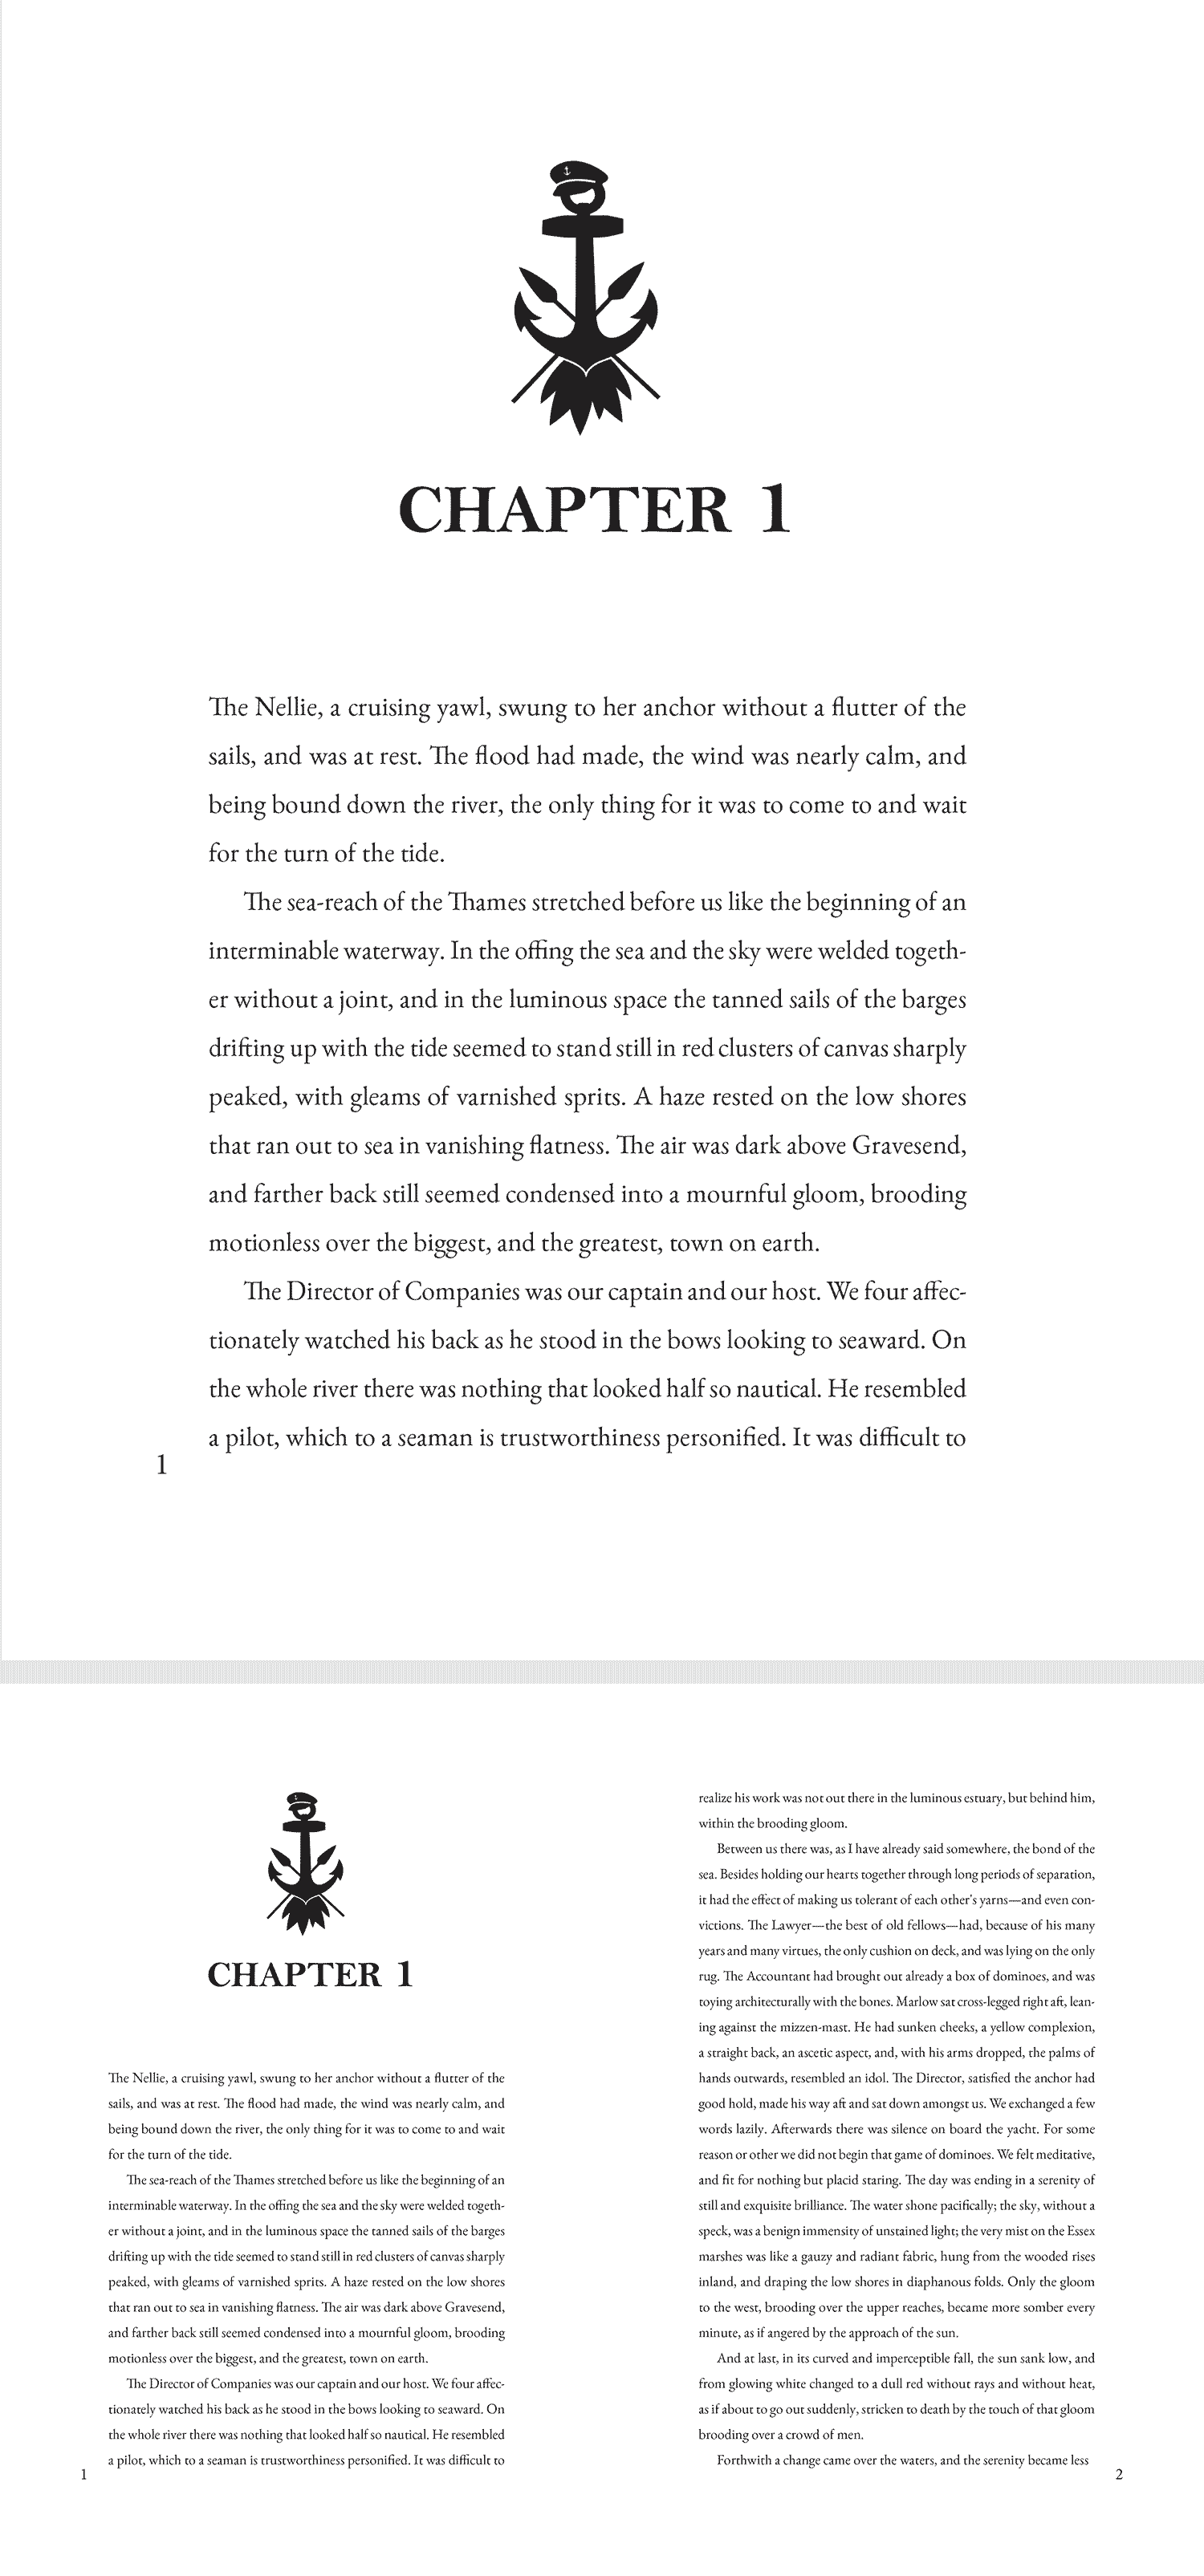 CHAPTER 1
The Nellie, a cruising yawl, swung to her anchor without a flutter of the
sails, and was at rest. The flood had made, the wind was nearly calm, and
being bound down the river, the only thing for it was to come to and wait
for the turn of the tide.
The sea-reach of the Thames stretched before us like the beginning of an
interminable waterway. In the offing the sea and the sky were welded togeth-
er without a joint, and in the luminous space the tanned sails of the barges
drifting up with the tide seemed to stand still in red clusters of canvas sharply
peaked, with gleams of varnished sprits. A haze rested on the low shores
that ran out to sea in vanishing flatness. The air was dark above Gravesend,
and farther back still seemed condensed into a mournful gloom, brooding
motionless over the biggest, and the greatest, town on earth.
The Director of Companies was our captain and our host. We four affec-
tionately watched his back as he stood in the bows looking to seaward. On
the whole river there was nothing that looked half so nautical. He resembled
a pilot, which to a seaman is trustworthiness personified. It was difficult to
1
CHAPTER 1
The Nellie, a cruising yawl, swung to her anchor without a flutter of the
sails, and was at rest. The flood had made, the wind was nearly calm, and
being bound down the river, the only thing for it was to come to and wait
for the turn of the tide.
The sea-reach of the Thames stretched before us like the beginning of an
interminable waterway. In the offing the sea and the sky were welded togeth-
er without a joint, and in the luminous space the tanned sails of the barges
drifting up with the tide seemed to stand still in red clusters of canvas sharply
peaked, with gleams of varnished sprits. A haze rested on the low shores
that ran out to sea in vanishing flatness. The air was dark above Gravesend,
and farther back still seemed condensed into a mournful gloom, brooding
motionless over the biggest, and the greatest, town on earth.
The Director of Companies was our captain and our host. We four affec-
tionately watched his back as he stood in the bows looking to seaward. On
the whole river there was nothing that looked half so nautical. He resembled
a pilot, which to a seaman is trustworthiness personified. It was difficult to
1
realize his work was not out there in the luminous estuary, but behind him,
within the brooding gloom.
Between us there was, as I have already said somewhere, the bond of the
sea. Besides holding our hearts together through long periods of separation,
it had the effect of making us tolerant of each other's yarns—and even con-
victions. The Lawyer—the best of old fellows—had, because of his many
years and many virtues, the only cushion on deck, and was lying on the only
rug. The Accountant had brought out already a box of dominoes, and was
toying architecturally with the bones. Marlow sat cross-legged right aft, lean-
ing against the mizzen-mast. He had sunken cheeks, a yellow complexion,
a straight back, an ascetic aspect, and, with his arms dropped, the palms of
hands outwards, resembled an idol. The Director, satisfied the anchor had
good hold, made his way aft and sat down amongst us. We exchanged a few
words lazily. Afterwards there was silence on board the yacht. For some
reason or other we did not begin that game of dominoes. We felt meditative,
and fit for nothing but placid staring. The day was ending in a serenity of
still and exquisite brilliance. The water shone pacifically; the sky, without a
speck, was a benign immensity of unstained light; the very mist on the Essex
marshes was like a gauzy and radiant fabric, hung from the wooded rises
inland, and draping the low shores in diaphanous folds. Only the gloom
to the west, brooding over the upper reaches, became more somber every
minute, as if angered by the approach of the sun.
And at last, in its curved and imperceptible fall, the sun sank low, and
from glowing white changed to a dull red without rays and without heat,
as if about to go out suddenly, stricken to death by the touch of that gloom
brooding over a crowd of men.
Forthwith a change came over the waters, and the serenity became less
2